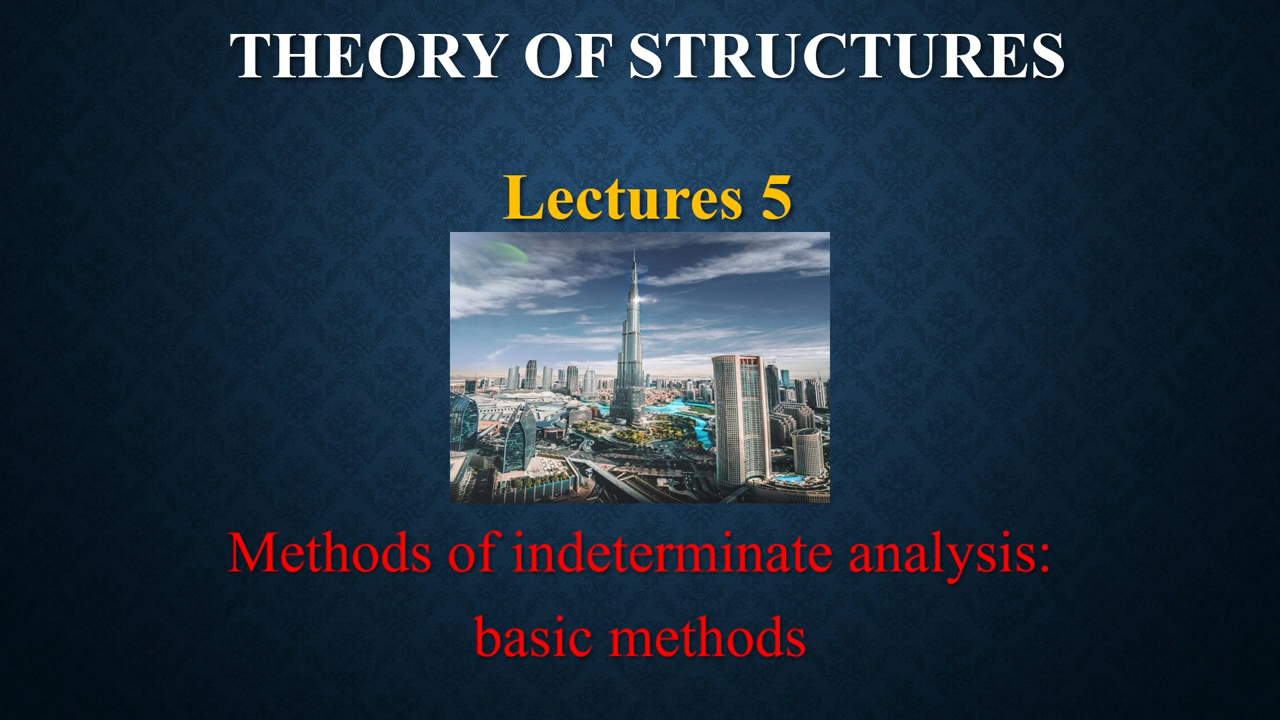 THEORY OF STRUCTURES
Lectures 5
Methods of indeterminate analysis:
basic methods